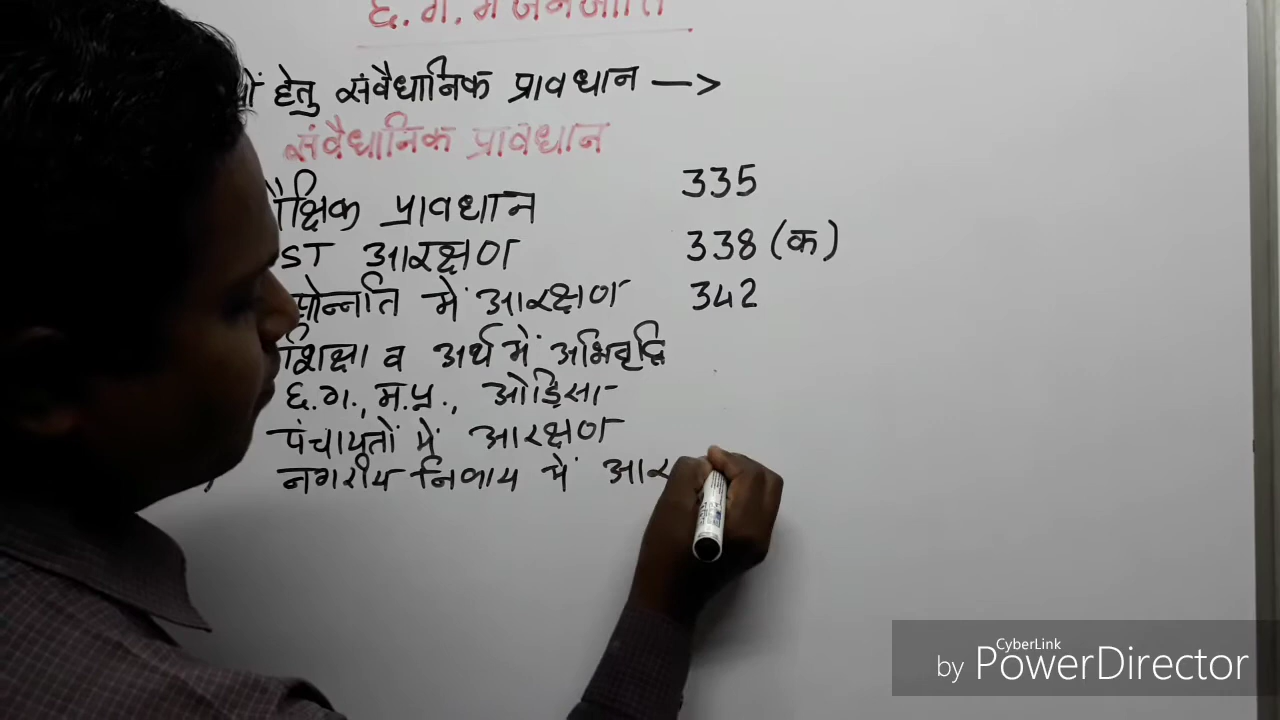 छ. ग. में जनजाति
हेतु संवैधानिक प्रावधान —>
संवैधानिक प्रावधान
शैक्षिक प्रावधान 335
ST आरक्षण 338 (क)
सोन्नति में आरक्षण 342
शिक्षा व अर्थ में अभिवृद्धि
छ.ग., म.प्र., ओड़िसा
पंचायतों में आरक्षण
नगरीय निकाय में आर
CyberLink
by PowerDirector